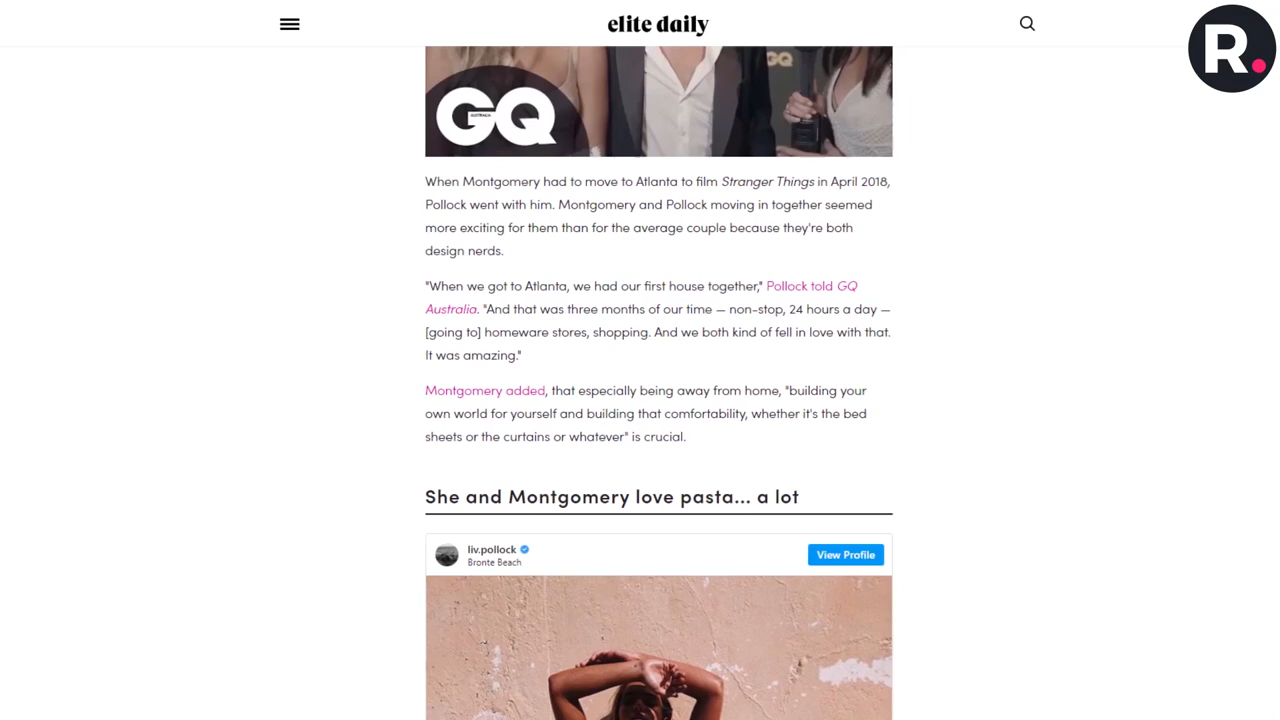 elite daily
R.
GQ
GQ
AUSTRALIA
When Montgomery had to move to Atlanta to film Stranger Things in April 2018,
Pollock went with him. Montgomery and Pollock moving in together seemed
more exciting for them than for the average couple because they're both
design nerds.
"When we got to Atlanta, we had our first house together," Pollock told GQ
Australia. "And that was three months of our time — non-stop, 24 hours a day —
[going to] homeware stores, shopping. And we both kind of fell in love with that.
It was amazing."
Montgomery added, that especially being away from home, "building your
own world for yourself and building that comfortability, whether it's the bed
sheets or the curtains or whatever" is crucial.
She and Montgomery love pasta... a lot
liv.pollock
View Profile
Bronte Beach